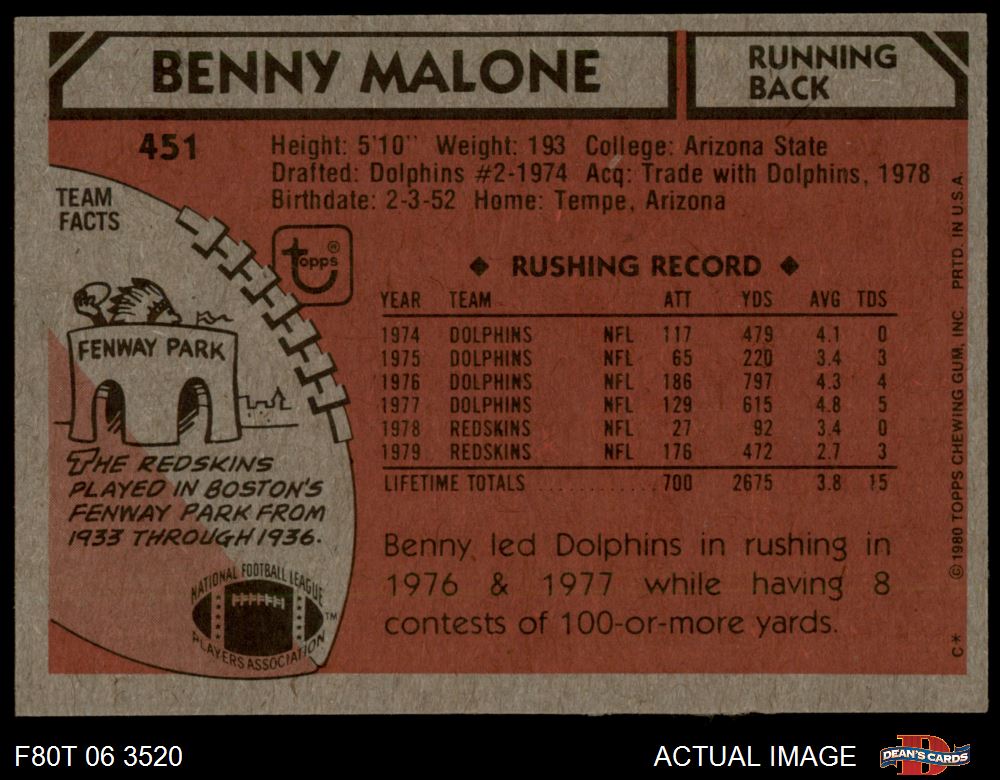 BENNY MALONE
RUNNING
BACK
451
Height: 5'10" Weight: 193 College: Arizona State
Drafted: Dolphins #2-1974 Acq: Trade with Dolphins, 1978
Birthdate: 2-3-52 Home: Tempe, Arizona
TEAM
FACTS
topps®
FENWAY PARK
THE REDSKINS
PLAYED IN BOSTON'S
FENWAY PARK FROM
1933 THROUGH 1936.
NATIONAL FOOTBALL LEAGUE
PLAYERS ASSOCIATION
TM
◆ RUSHING RECORD ◆
YEAR TEAM ATT YDS AVG TDS
1974 DOLPHINS NFL 117 479 4.1 0
1975 DOLPHINS NFL 65 220 3.4 3
1976 DOLPHINS NFL 186 797 4.3 4
1977 DOLPHINS NFL 129 615 4.8 5
1978 REDSKINS NFL 27 92 3.4 0
1979 REDSKINS NFL 176 472 2.7 3
LIFETIME TOTALS ............ 700 2675 3.8 15
Benny led Dolphins in rushing in
1976 & 1977 while having 8
contests of 100-or-more yards.
C* © 1980 TOPPS CHEWING GUM, INC. PRTD. IN U.S.A.
F80T 06 3520
ACTUAL IMAGE
DEAN'S CARDS